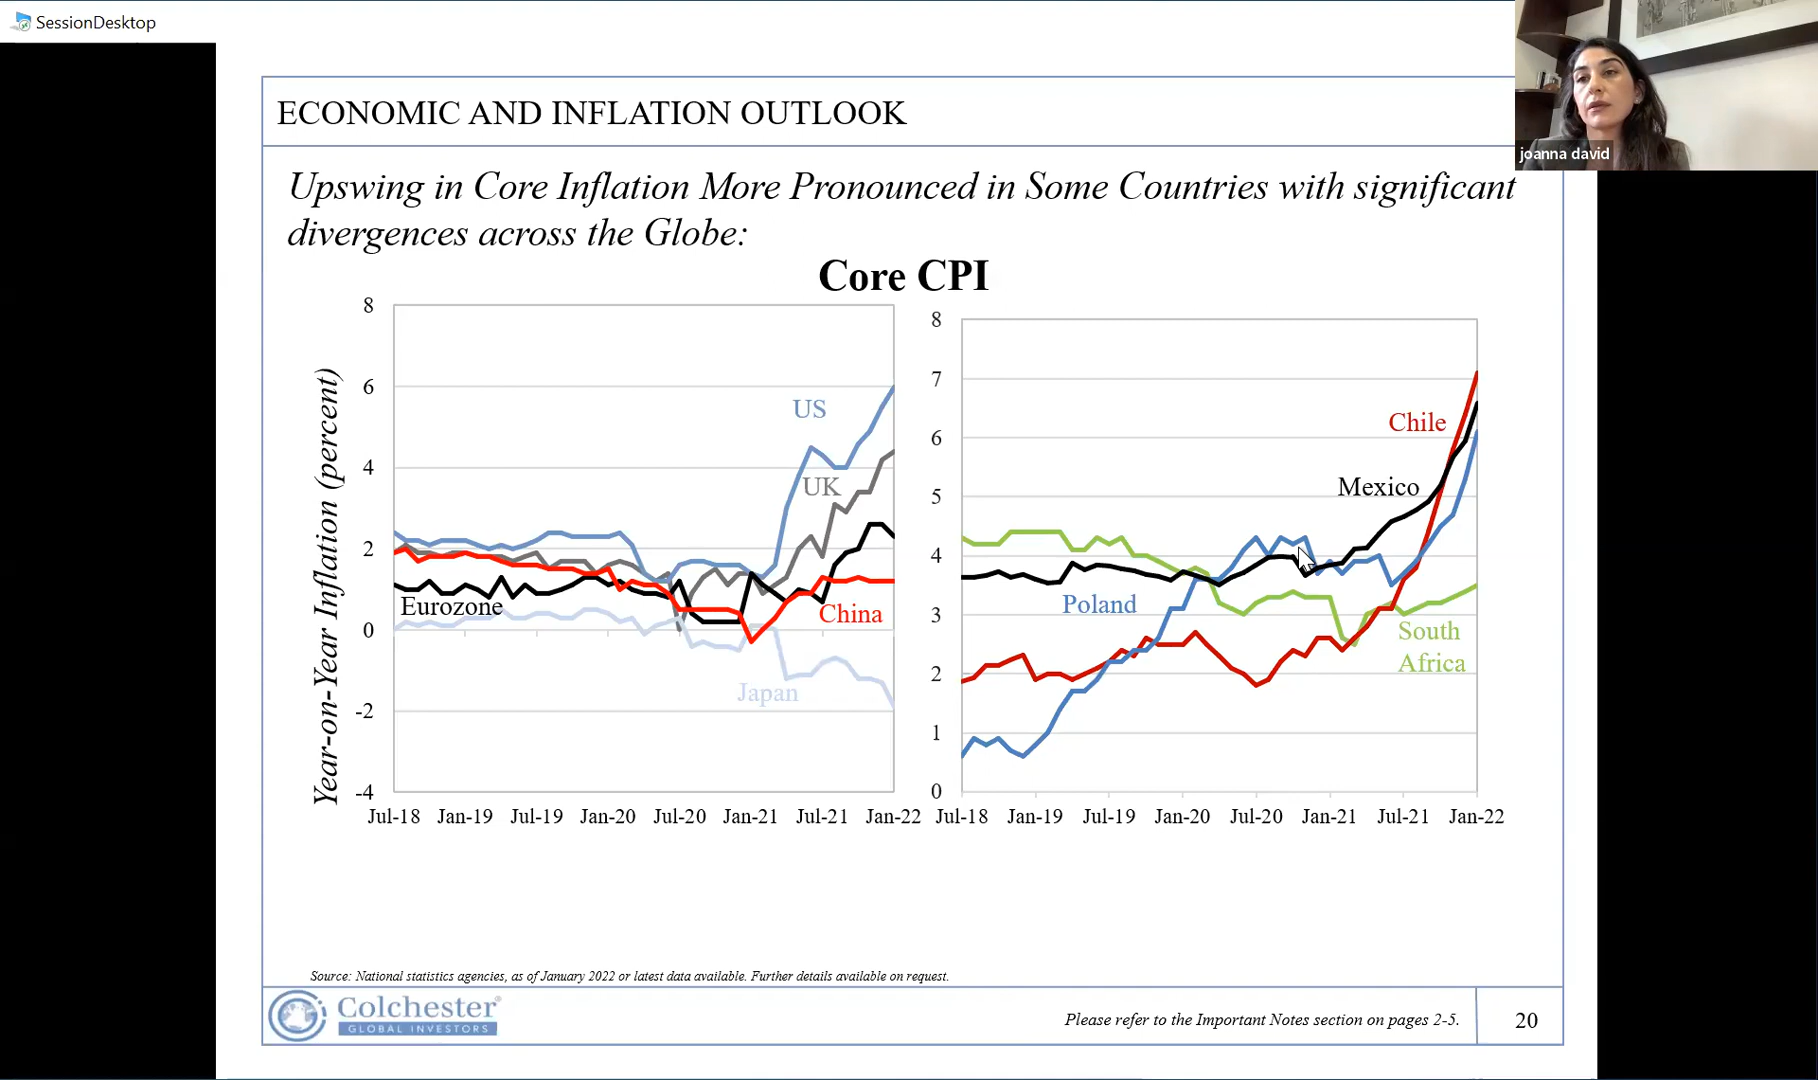 SessionDesktop
joanna david
ECONOMIC AND INFLATION OUTLOOK
Upswing in Core Inflation More Pronounced in Some Countries with significant
divergences across the Globe:
Core CPI
Year-on-Year Inflation (percent)
8
6
4
2
0
-2
-4
US
UK
Eurozone
China
Japan
Jul-18 Jan-19 Jul-19 Jan-20 Jul-20 Jan-21 Jul-21 Jan-22
8
7
6
5
4
3
2
1
0
Chile
Mexico
Poland
South
Africa
Jul-18 Jan-19 Jul-19 Jan-20 Jul-20 Jan-21 Jul-21 Jan-22
Source: National statistics agencies, as of January 2022 or latest data available. Further details available on request.
Colchester®
GLOBAL INVESTORS
Please refer to the Important Notes section on pages 2-5.
20